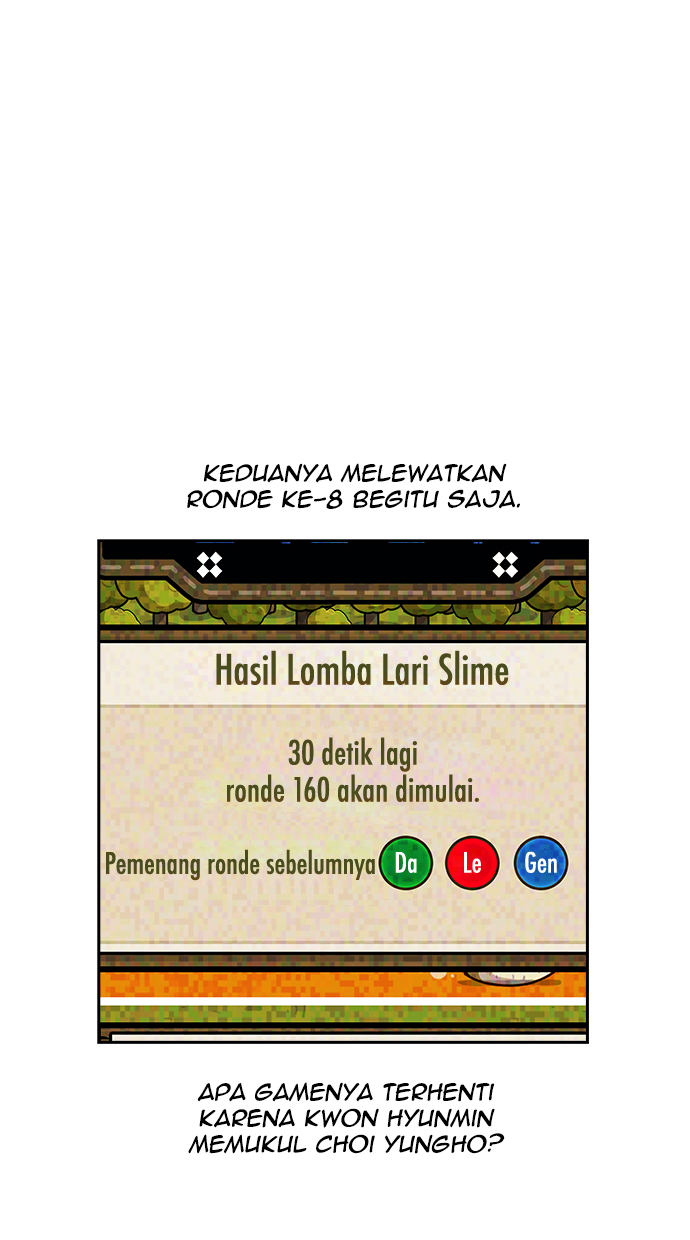 KEDUANYA MELEWATKAN
RONDE KE-8 BEGITU SAJA.
Hasil Lomba Lari Slime
30 detik lagi
ronde 160 akan dimulai.
Pemenang ronde sebelumnya Da Le Gen
APA GAMENYA TERHENTI
KARENA KWON HYUNMIN
MEMUKUL CHOI YUNGHO?